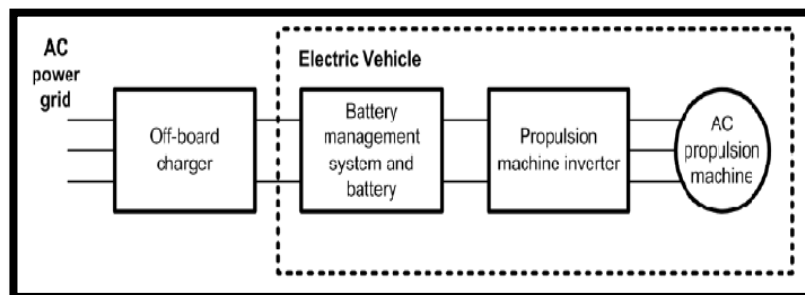 AC
power
grid
Electric Vehicle
Off-board
charger
Battery
management
system and
battery
Propulsion
machine inverter
AC
propulsion
machine